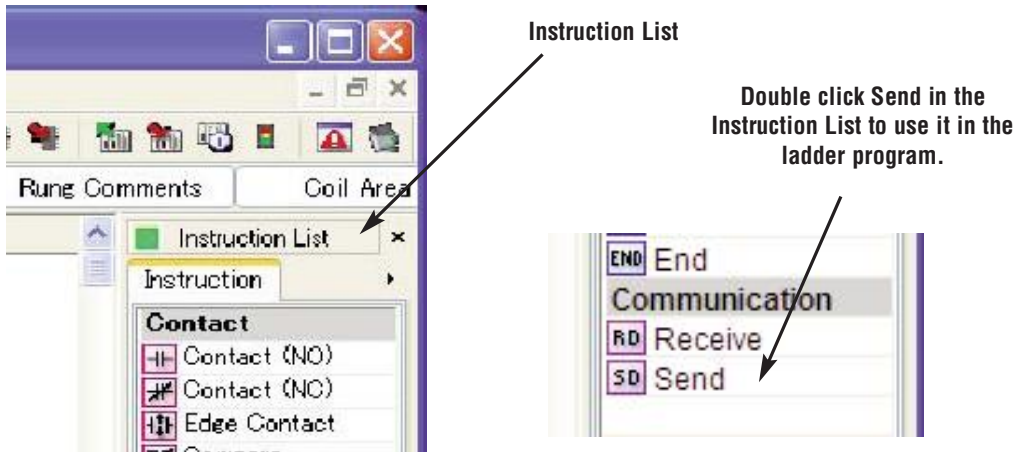 Instruction List
Double click Send in the
Instruction List to use it in the
ladder program.
Rung Comments
Coil Area
Instruction List
Instruction
Contact
Contact (NO)
Contact (NC)
Edge Contact
END End
Communication
RD Receive
SD Send